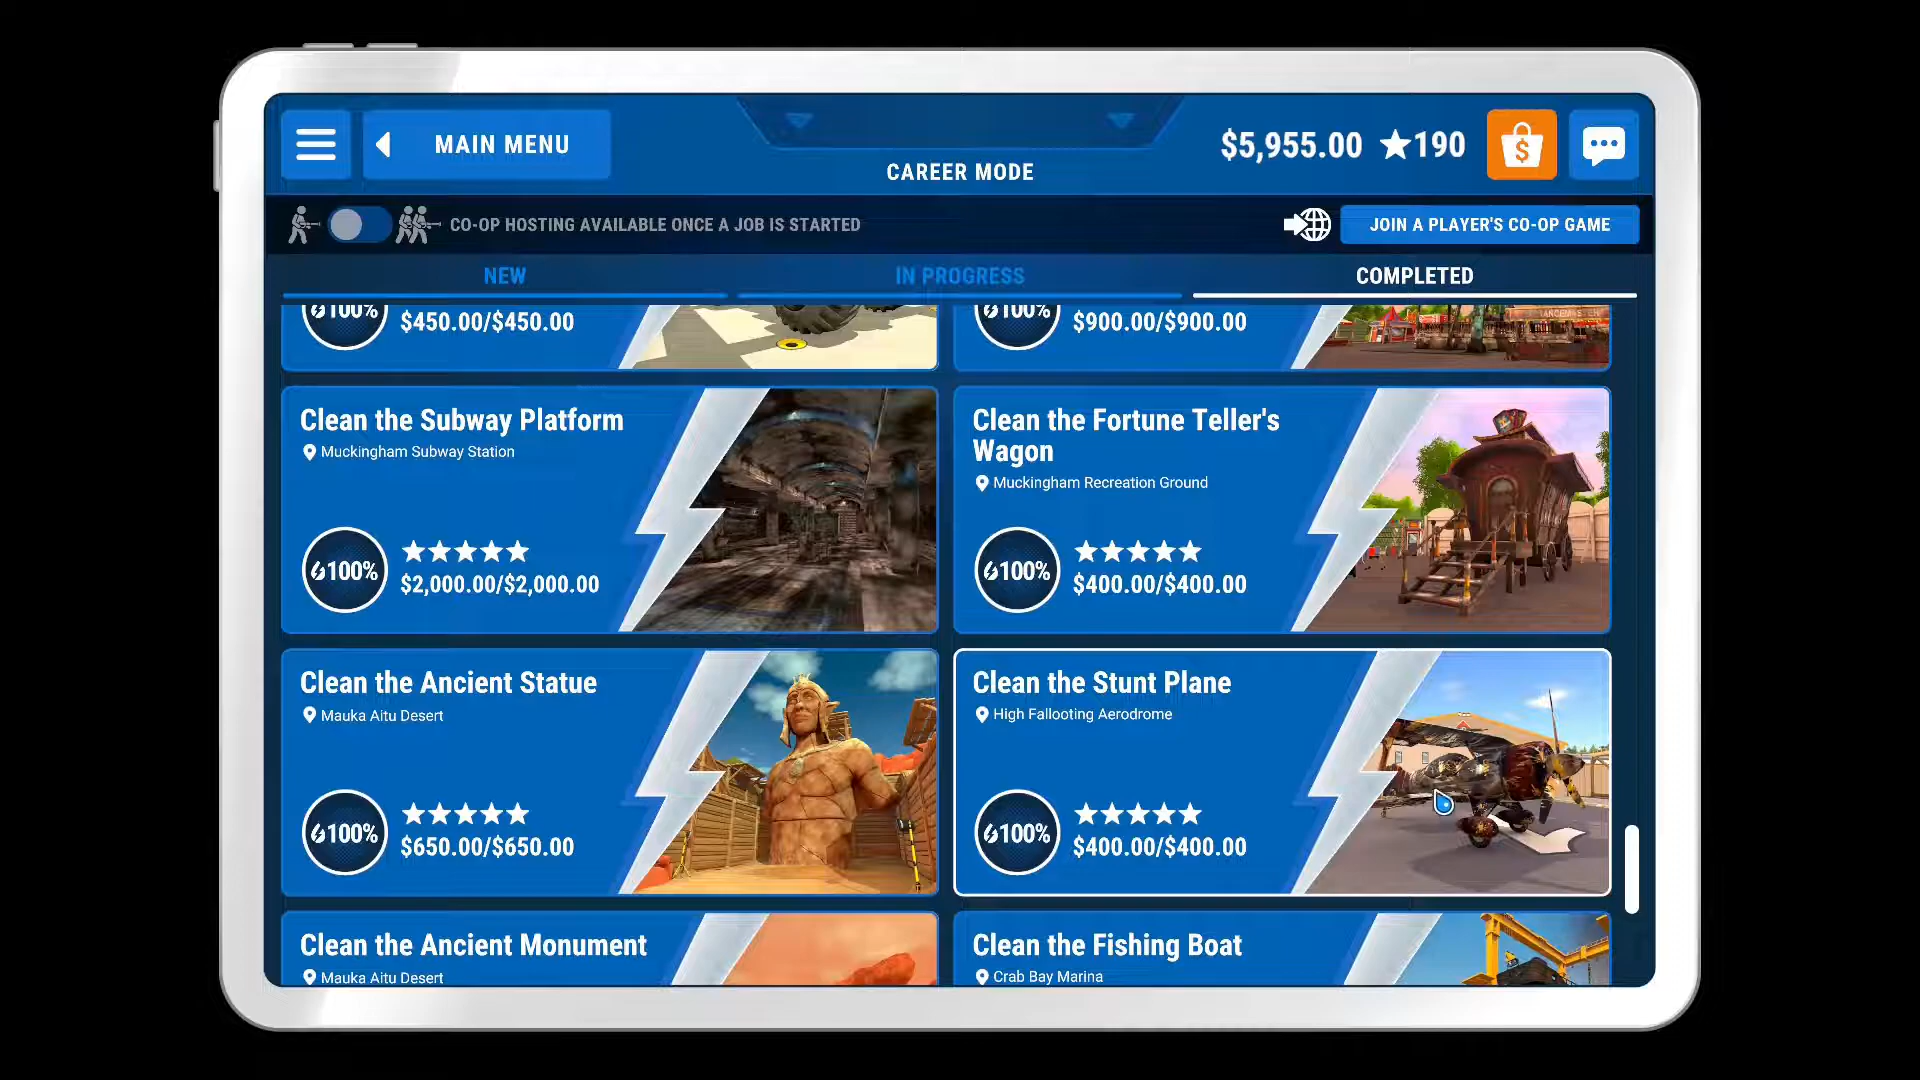 MAIN MENU
CAREER MODE
$5,955.00 ★190
$
CO-OP HOSTING AVAILABLE ONCE A JOB IS STARTED
JOIN A PLAYER'S CO-OP GAME
NEW
IN PROGRESS
COMPLETED
100%
$450.00/$450.00
100%
$900.00/$900.00
Clean the Subway Platform
Muckingham Subway Station
100%
$2,000.00/$2,000.00
Clean the Fortune Teller's
Wagon
Muckingham Recreation Ground
100%
$400.00/$400.00
Clean the Ancient Statue
Mauka Aitu Desert
100%
$650.00/$650.00
Clean the Stunt Plane
High Fallooting Aerodrome
100%
$400.00/$400.00
Clean the Ancient Monument
Mauka Aitu Desert
Clean the Fishing Boat
Crab Bay Marina